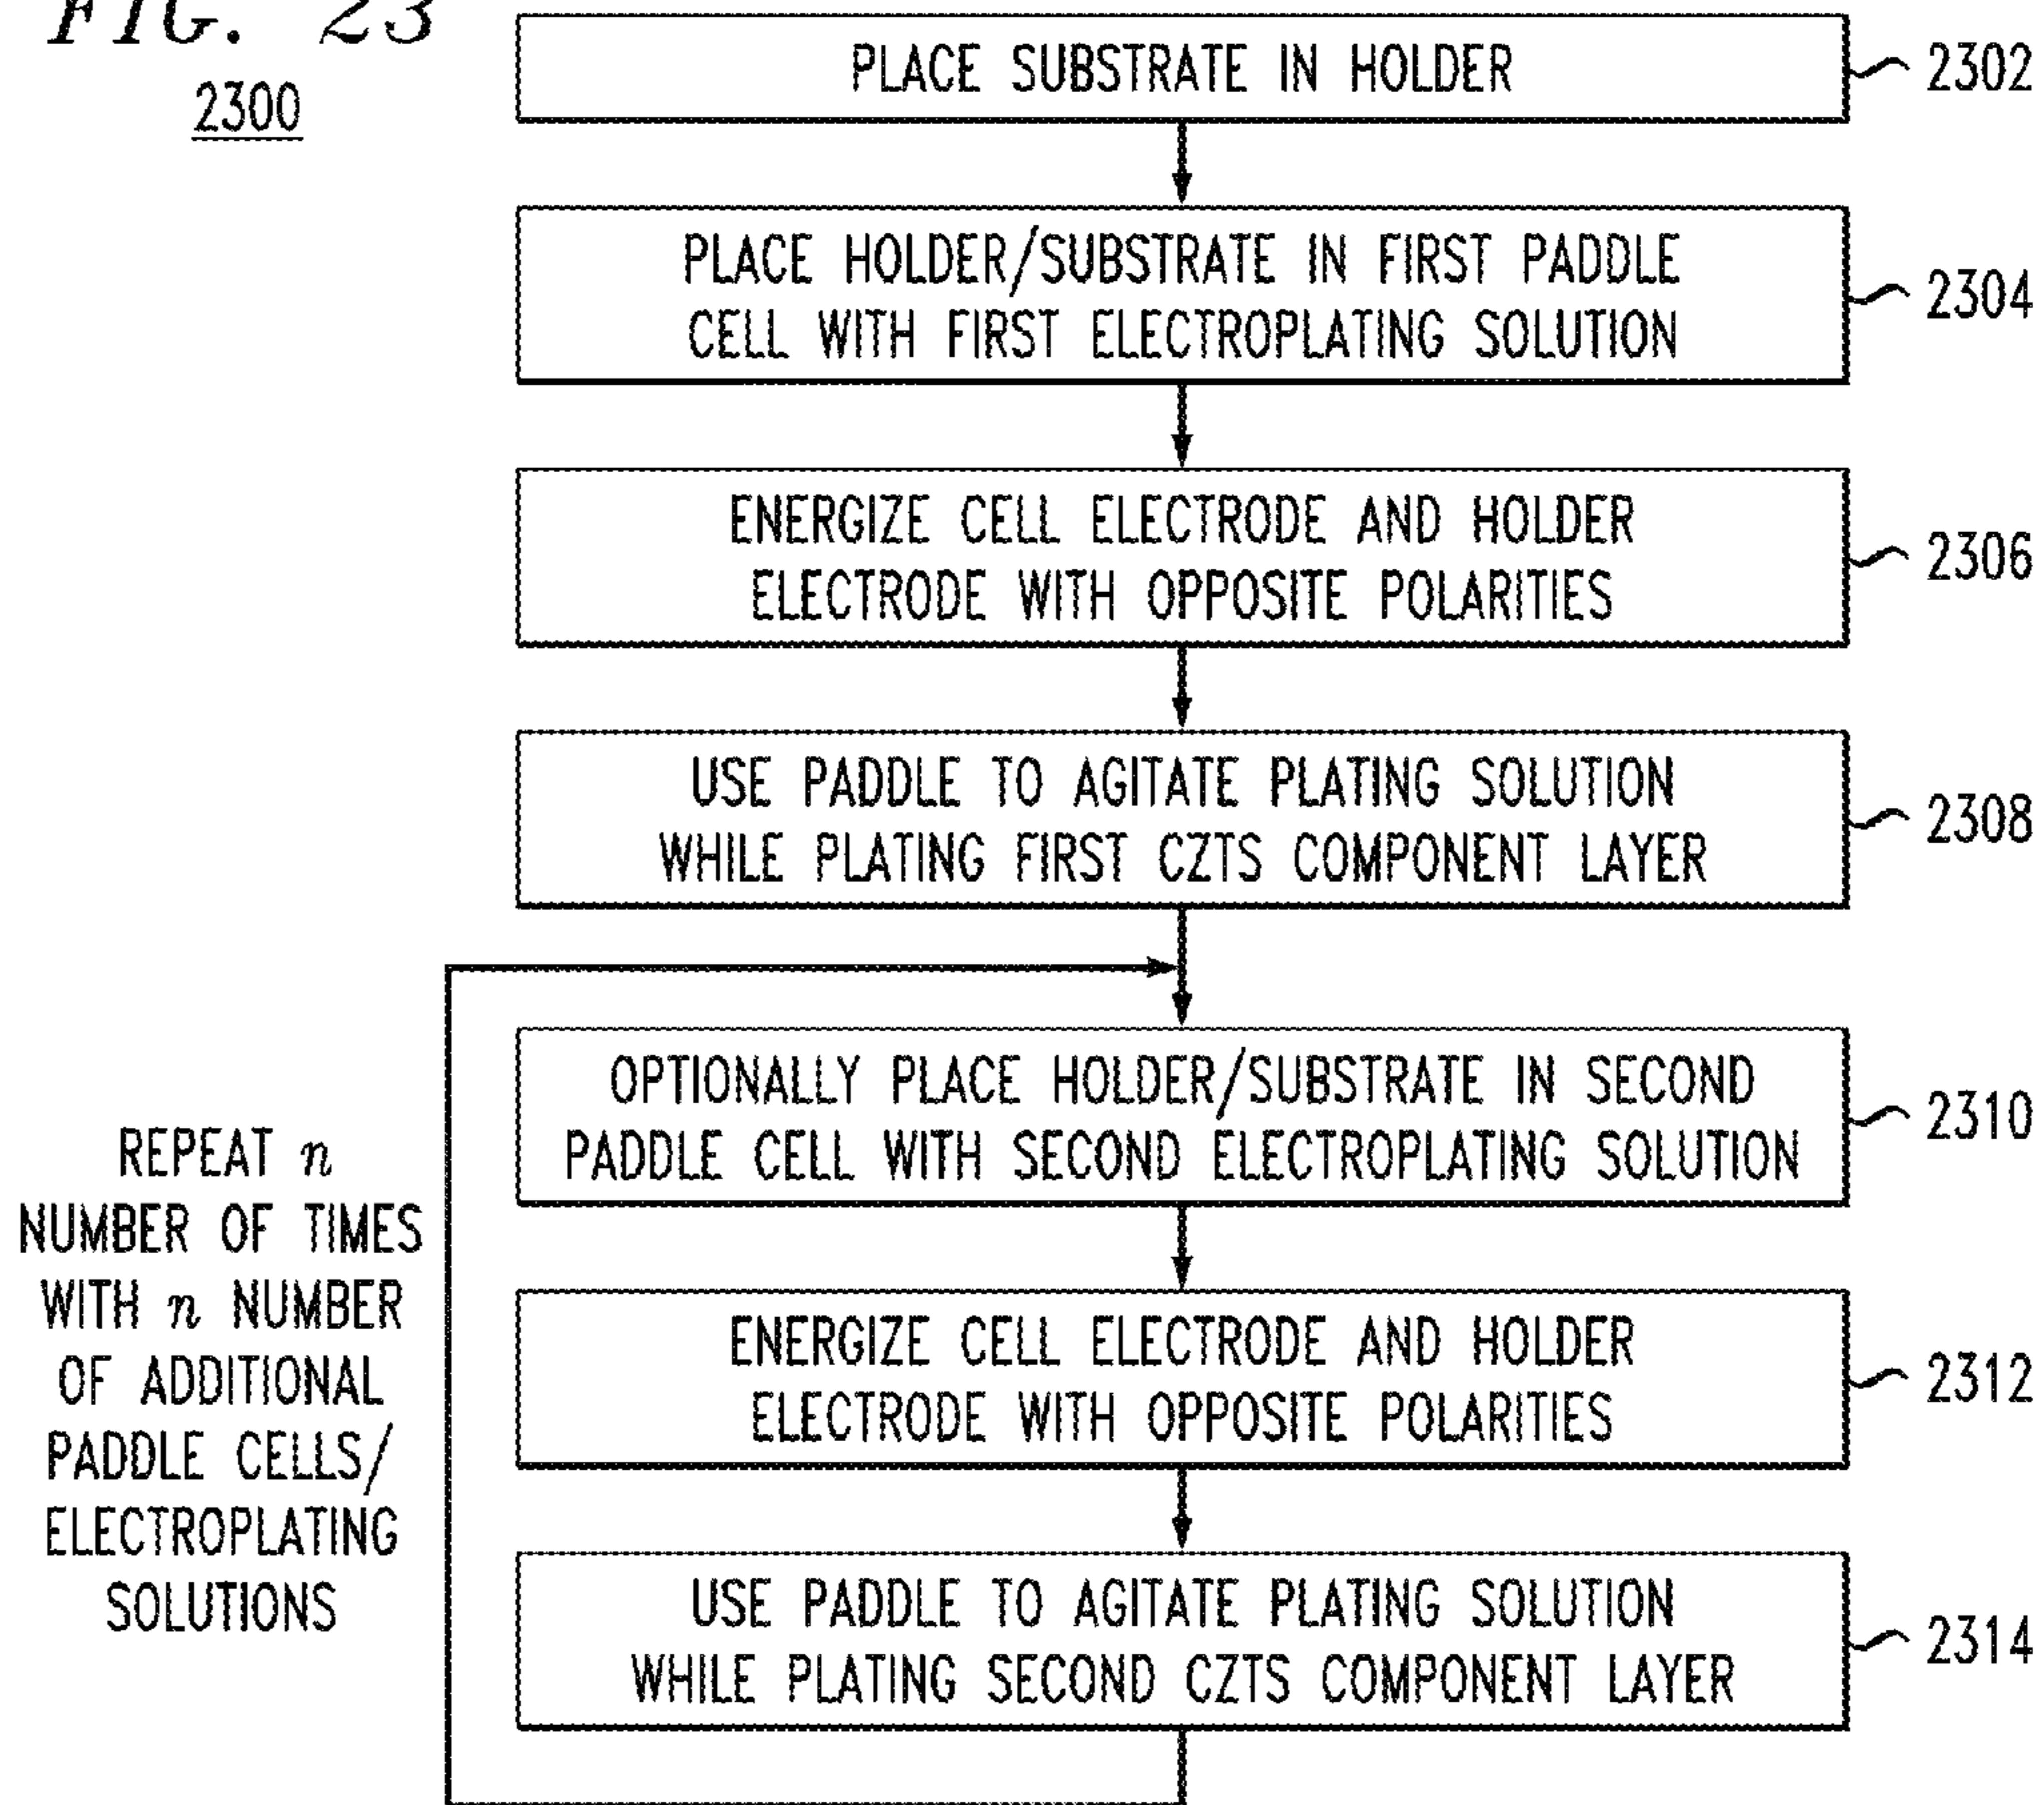 FIG. 23
2300
PLACE SUBSTRATE IN HOLDER
2302
PLACE HOLDER/SUBSTRATE IN FIRST PADDLE
CELL WITH FIRST ELECTROPLATING SOLUTION
2304
ENERGIZE CELL ELECTRODE AND HOLDER
ELECTRODE WITH OPPOSITE POLARITIES
2306
USE PADDLE TO AGITATE PLATING SOLUTION
WHILE PLATING FIRST CZTS COMPONENT LAYER
2308
OPTIONALLY PLACE HOLDER/SUBSTRATE IN SECOND
PADDLE CELL WITH SECOND ELECTROPLATING SOLUTION
2310
REPEAT n
NUMBER OF TIMES
WITH n NUMBER
OF ADDITIONAL
PADDLE CELLS/
ELECTROPLATING
SOLUTIONS
ENERGIZE CELL ELECTRODE AND HOLDER
ELECTRODE WITH OPPOSITE POLARITIES
2312
USE PADDLE TO AGITATE PLATING SOLUTION
WHILE PLATING SECOND CZTS COMPONENT LAYER
2314